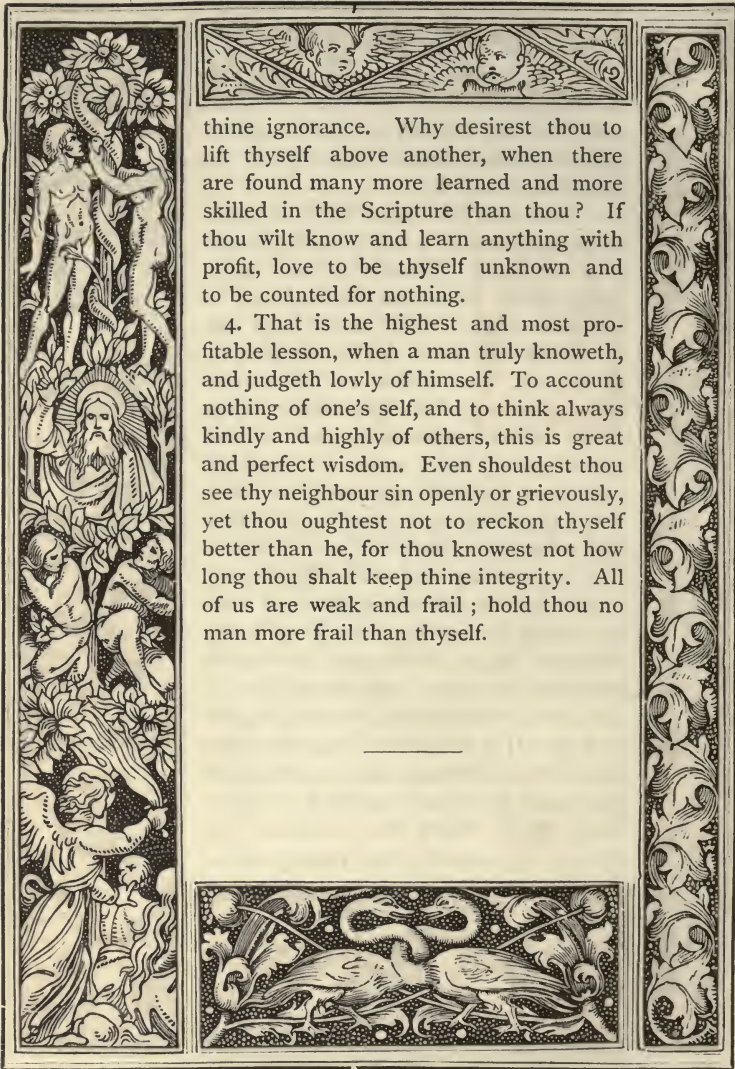 thine ignorance. Why desirest thou to
lift thyself above another, when there
are found many more learned and more
skilled in the Scripture than thou? If
thou wilt know and learn anything with
profit, love to be thyself unknown and
to be counted for nothing.
4. That is the highest and most pro-
fitable lesson, when a man truly knoweth,
and judgeth lowly of himself. To account
nothing of one's self, and to think always
kindly and highly of others, this is great
and perfect wisdom. Even shouldest thou
see thy neighbour sin openly or grievously,
yet thou oughtest not to reckon thyself
better than he, for thou knowest not how
long thou shalt keep thine integrity. All
of us are weak and frail; hold thou no
man more frail than thyself.